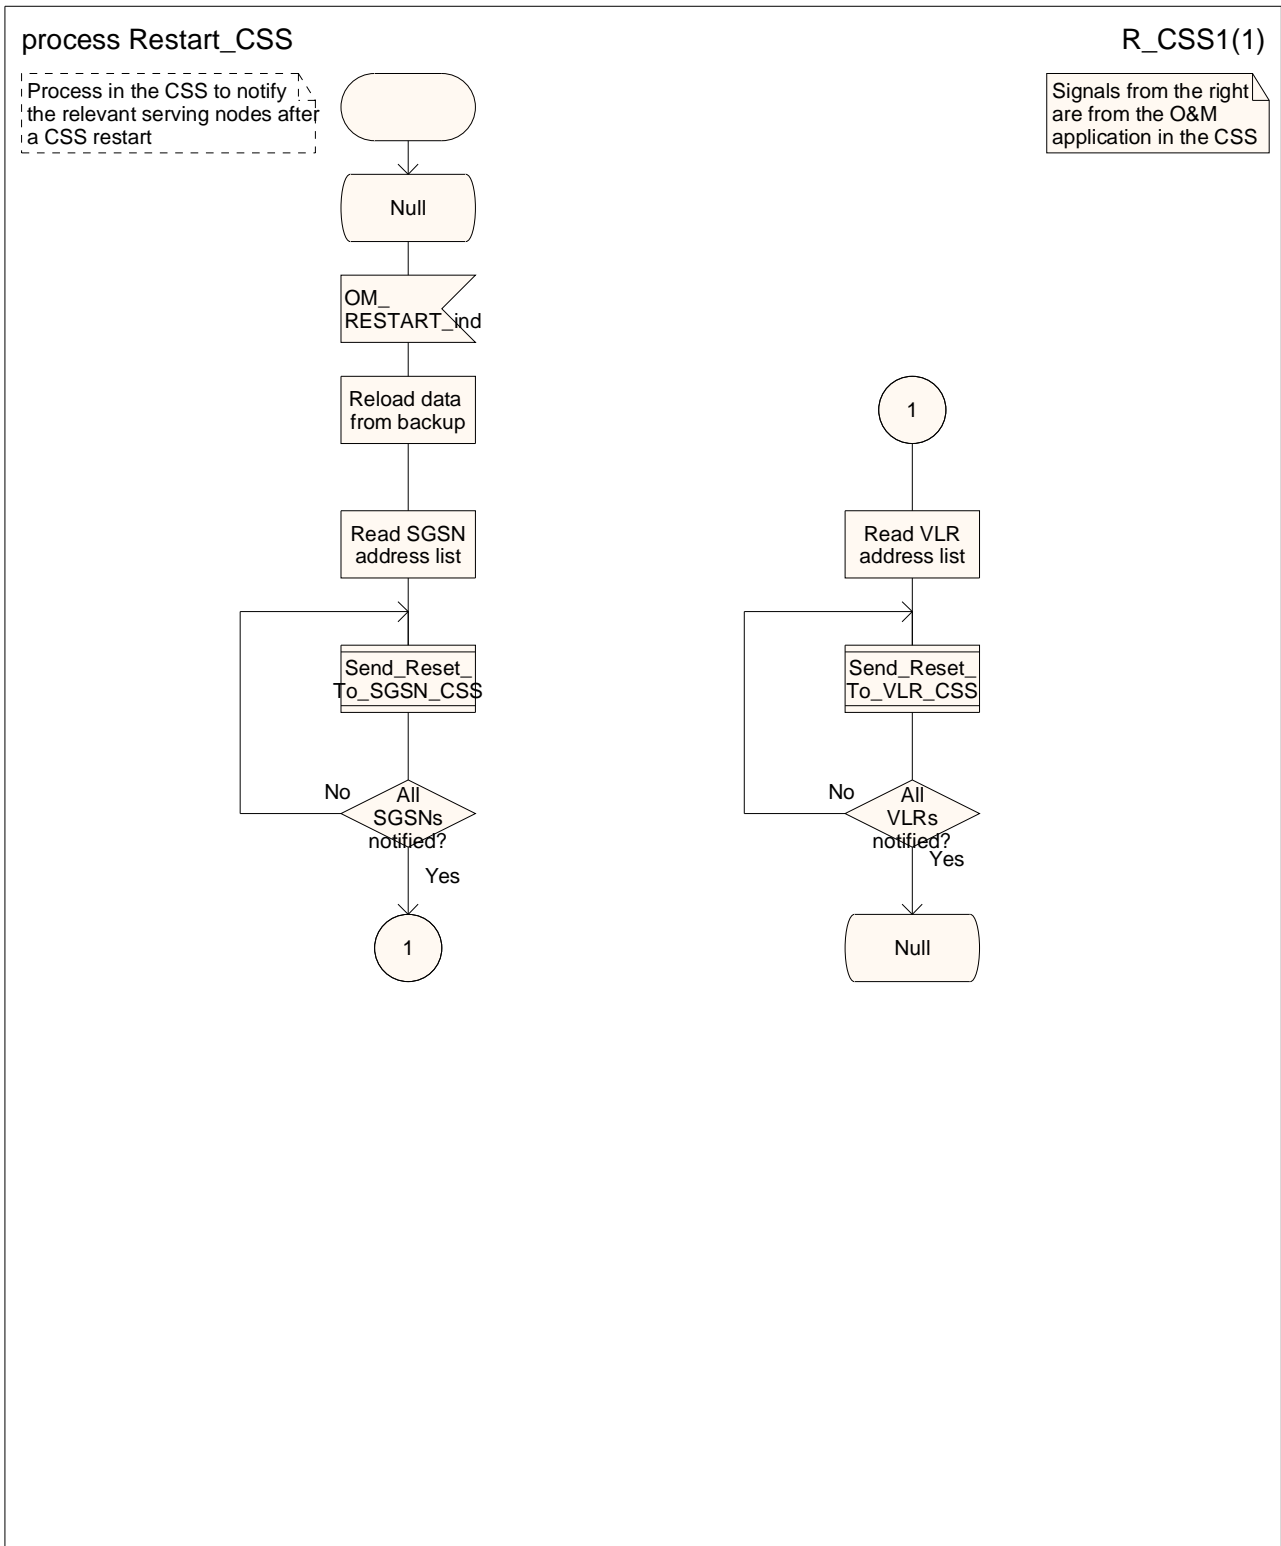 process Restart_CSS
R_CSS1(1)
Process in the CSS to notify
the relevant serving nodes after
a CSS restart
Signals from the right
are from the O&M
application in the CSS
Null
OM_
RESTART_ind
Reload data
from backup
Read SGSN
address list
Send_Reset_
To_SGSN_CSS
No
All
SGSNs
notified?
Yes
1
1
Read VLR
address list
Send_Reset_
To_VLR_CSS
No
All
VLRs
notified?
Yes
Null